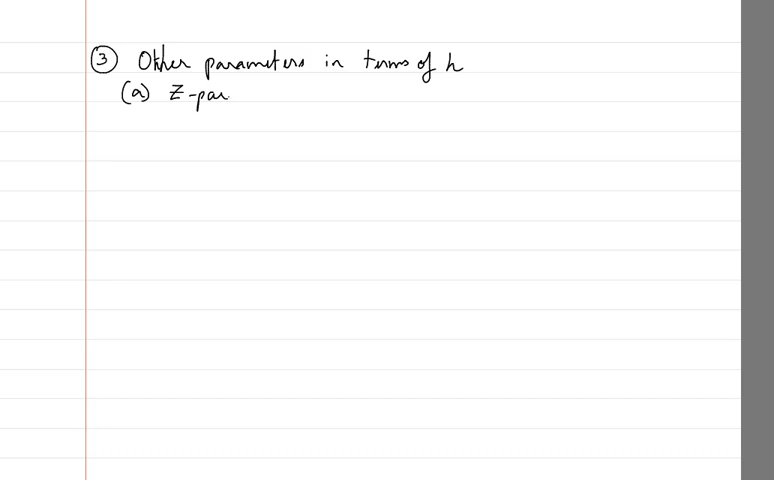 ③ Other parameters in terms of h
(a) Z-par